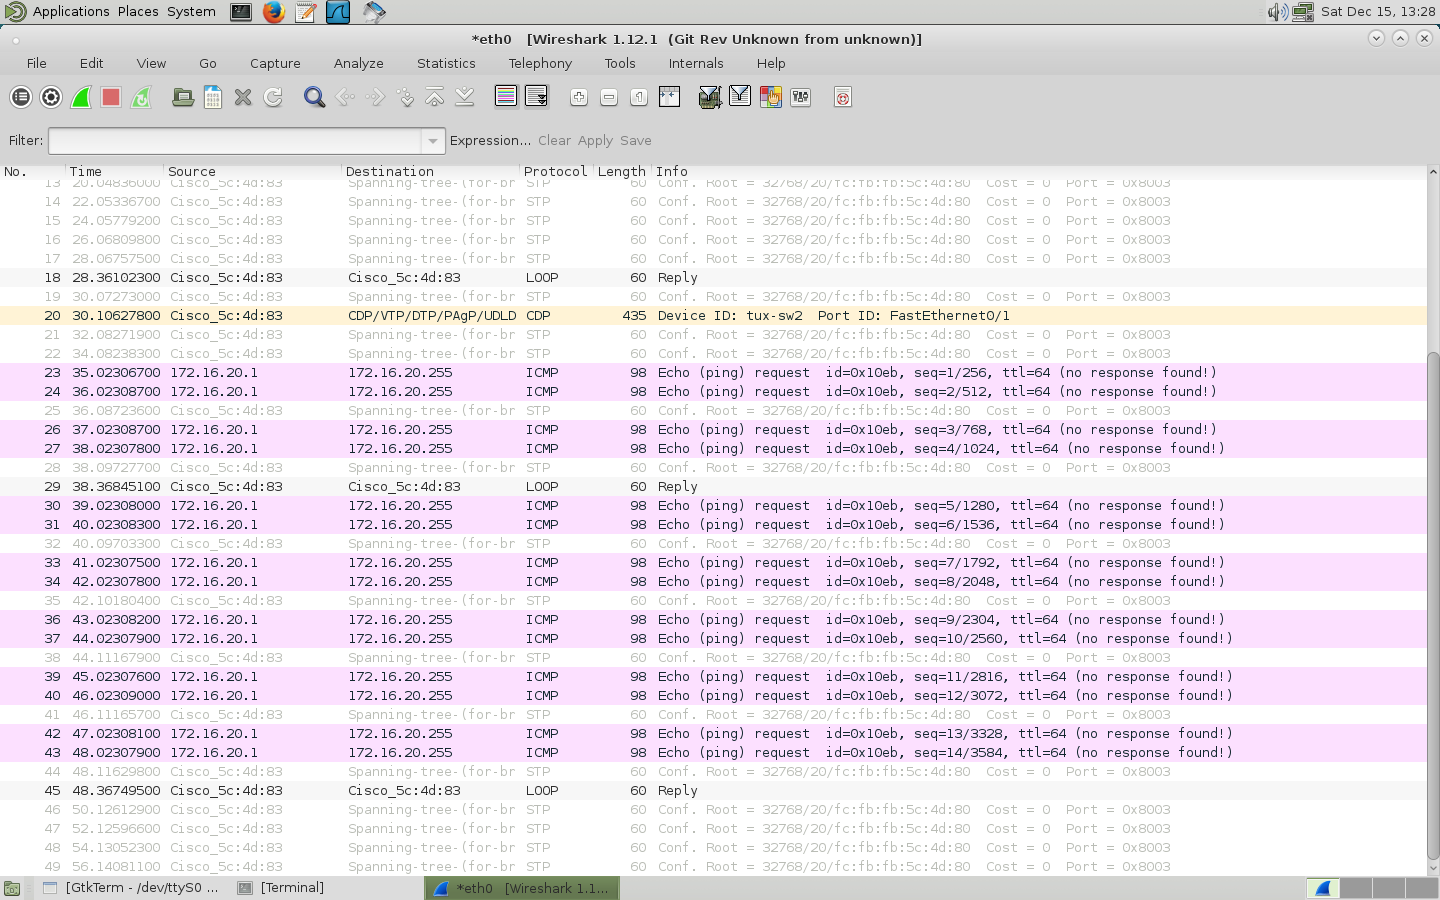 Applications Places System Sat Dec 15, 13:28
*eth0 [Wireshark 1.12.1 (Git Rev Unknown from unknown)]
File Edit View Go Capture Analyze Statistics Telephony Tools Internals Help
Filter: Expression... Clear Apply Save
No. Time Source Destination Protocol Length Info
13 20.04836000 Cisco_5c:4d:83 Spanning-tree-(for-br STP 60 Conf. Root = 32768/20/fc:fb:fb:5c:4d:80 Cost = 0 Port = 0x8003
14 22.05336700 Cisco_5c:4d:83 Spanning-tree-(for-br STP 60 Conf. Root = 32768/20/fc:fb:fb:5c:4d:80 Cost = 0 Port = 0x8003
15 24.05779200 Cisco_5c:4d:83 Spanning-tree-(for-br STP 60 Conf. Root = 32768/20/fc:fb:fb:5c:4d:80 Cost = 0 Port = 0x8003
16 26.06809800 Cisco_5c:4d:83 Spanning-tree-(for-br STP 60 Conf. Root = 32768/20/fc:fb:fb:5c:4d:80 Cost = 0 Port = 0x8003
17 28.06757500 Cisco_5c:4d:83 Spanning-tree-(for-br STP 60 Conf. Root = 32768/20/fc:fb:fb:5c:4d:80 Cost = 0 Port = 0x8003
18 28.36102300 Cisco_5c:4d:83 Cisco_5c:4d:83 LOOP 60 Reply
19 30.07273000 Cisco_5c:4d:83 Spanning-tree-(for-br STP 60 Conf. Root = 32768/20/fc:fb:fb:5c:4d:80 Cost = 0 Port = 0x8003
20 30.10627800 Cisco_5c:4d:83 CDP/VTP/DTP/PAgP/UDLD CDP 435 Device ID: tux-sw2 Port ID: FastEthernet0/1
21 32.08271900 Cisco_5c:4d:83 Spanning-tree-(for-br STP 60 Conf. Root = 32768/20/fc:fb:fb:5c:4d:80 Cost = 0 Port = 0x8003
22 34.08238300 Cisco_5c:4d:83 Spanning-tree-(for-br STP 60 Conf. Root = 32768/20/fc:fb:fb:5c:4d:80 Cost = 0 Port = 0x8003
23 35.02306700 172.16.20.1 172.16.20.255 ICMP 98 Echo (ping) request id=0x10eb, seq=1/256, ttl=64 (no response found!)
24 36.02308700 172.16.20.1 172.16.20.255 ICMP 98 Echo (ping) request id=0x10eb, seq=2/512, ttl=64 (no response found!)
25 36.08723600 Cisco_5c:4d:83 Spanning-tree-(for-br STP 60 Conf. Root = 32768/20/fc:fb:fb:5c:4d:80 Cost = 0 Port = 0x8003
26 37.02308700 172.16.20.1 172.16.20.255 ICMP 98 Echo (ping) request id=0x10eb, seq=3/768, ttl=64 (no response found!)
27 38.02307800 172.16.20.1 172.16.20.255 ICMP 98 Echo (ping) request id=0x10eb, seq=4/1024, ttl=64 (no response found!)
28 38.09727700 Cisco_5c:4d:83 Spanning-tree-(for-br STP 60 Conf. Root = 32768/20/fc:fb:fb:5c:4d:80 Cost = 0 Port = 0x8003
29 38.36845100 Cisco_5c:4d:83 Cisco_5c:4d:83 LOOP 60 Reply
30 39.02308000 172.16.20.1 172.16.20.255 ICMP 98 Echo (ping) request id=0x10eb, seq=5/1280, ttl=64 (no response found!)
31 40.02308300 172.16.20.1 172.16.20.255 ICMP 98 Echo (ping) request id=0x10eb, seq=6/1536, ttl=64 (no response found!)
32 40.09703300 Cisco_5c:4d:83 Spanning-tree-(for-br STP 60 Conf. Root = 32768/20/fc:fb:fb:5c:4d:80 Cost = 0 Port = 0x8003
33 41.02307500 172.16.20.1 172.16.20.255 ICMP 98 Echo (ping) request id=0x10eb, seq=7/1792, ttl=64 (no response found!)
34 42.02307800 172.16.20.1 172.16.20.255 ICMP 98 Echo (ping) request id=0x10eb, seq=8/2048, ttl=64 (no response found!)
35 42.10180400 Cisco_5c:4d:83 Spanning-tree-(for-br STP 60 Conf. Root = 32768/20/fc:fb:fb:5c:4d:80 Cost = 0 Port = 0x8003
36 43.02308200 172.16.20.1 172.16.20.255 ICMP 98 Echo (ping) request id=0x10eb, seq=9/2304, ttl=64 (no response found!)
37 44.02307900 172.16.20.1 172.16.20.255 ICMP 98 Echo (ping) request id=0x10eb, seq=10/2560, ttl=64 (no response found!)
38 44.11167900 Cisco_5c:4d:83 Spanning-tree-(for-br STP 60 Conf. Root = 32768/20/fc:fb:fb:5c:4d:80 Cost = 0 Port = 0x8003
39 45.02307600 172.16.20.1 172.16.20.255 ICMP 98 Echo (ping) request id=0x10eb, seq=11/2816, ttl=64 (no response found!)
40 46.02309000 172.16.20.1 172.16.20.255 ICMP 98 Echo (ping) request id=0x10eb, seq=12/3072, ttl=64 (no response found!)
41 46.11165700 Cisco_5c:4d:83 Spanning-tree-(for-br STP 60 Conf. Root = 32768/20/fc:fb:fb:5c:4d:80 Cost = 0 Port = 0x8003
42 47.02308100 172.16.20.1 172.16.20.255 ICMP 98 Echo (ping) request id=0x10eb, seq=13/3328, ttl=64 (no response found!)
43 48.02307900 172.16.20.1 172.16.20.255 ICMP 98 Echo (ping) request id=0x10eb, seq=14/3584, ttl=64 (no response found!)
44 48.11629800 Cisco_5c:4d:83 Spanning-tree-(for-br STP 60 Conf. Root = 32768/20/fc:fb:fb:5c:4d:80 Cost = 0 Port = 0x8003
45 48.36749500 Cisco_5c:4d:83 Cisco_5c:4d:83 LOOP 60 Reply
46 50.12612900 Cisco_5c:4d:83 Spanning-tree-(for-br STP 60 Conf. Root = 32768/20/fc:fb:fb:5c:4d:80 Cost = 0 Port = 0x8003
47 52.12596600 Cisco_5c:4d:83 Spanning-tree-(for-br STP 60 Conf. Root = 32768/20/fc:fb:fb:5c:4d:80 Cost = 0 Port = 0x8003
48 54.13052300 Cisco_5c:4d:83 Spanning-tree-(for-br STP 60 Conf. Root = 32768/20/fc:fb:fb:5c:4d:80 Cost = 0 Port = 0x8003
49 56.14081100 Cisco_5c:4d:83 Spanning-tree-(for-br STP 60 Conf. Root = 32768/20/fc:fb:fb:5c:4d:80 Cost = 0 Port = 0x8003
[GtkTerm - /dev/ttyS0 ... [Terminal] *eth0 [Wireshark 1.1...